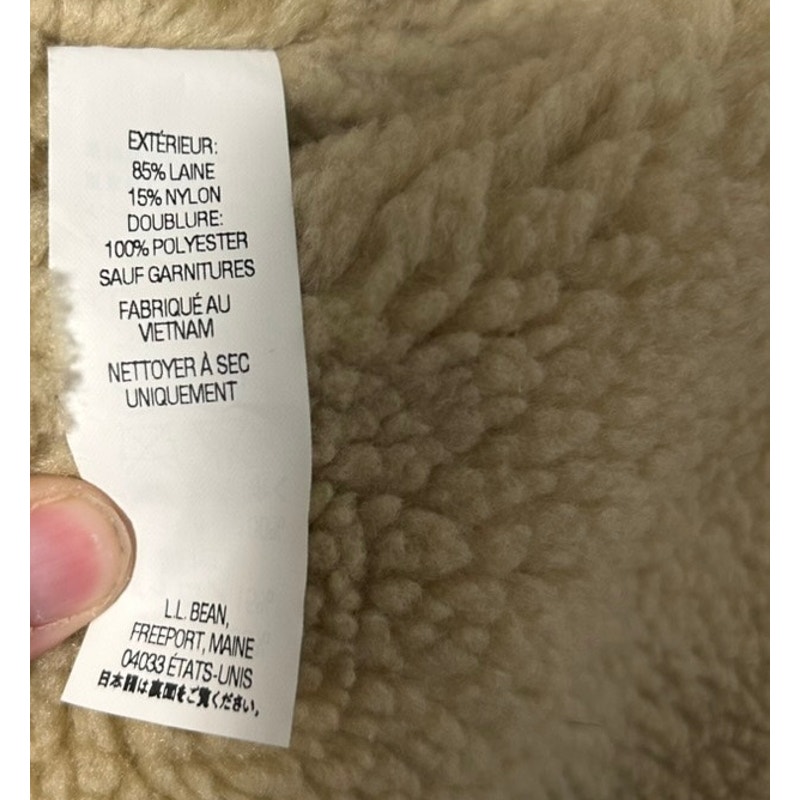 EXTÉRIEUR:
85% LAINE
15% NYLON
DOUBLURE:
100% POLYESTER
SAUF GARNITURES
FABRIQUÉ AU
VIETNAM
NETTOYER À SEC
UNIQUEMENT
L.L. BEAN,
FREEPORT, MAINE
04033 ÉTATS-UNIS
日本語は裏面をご覧ください。